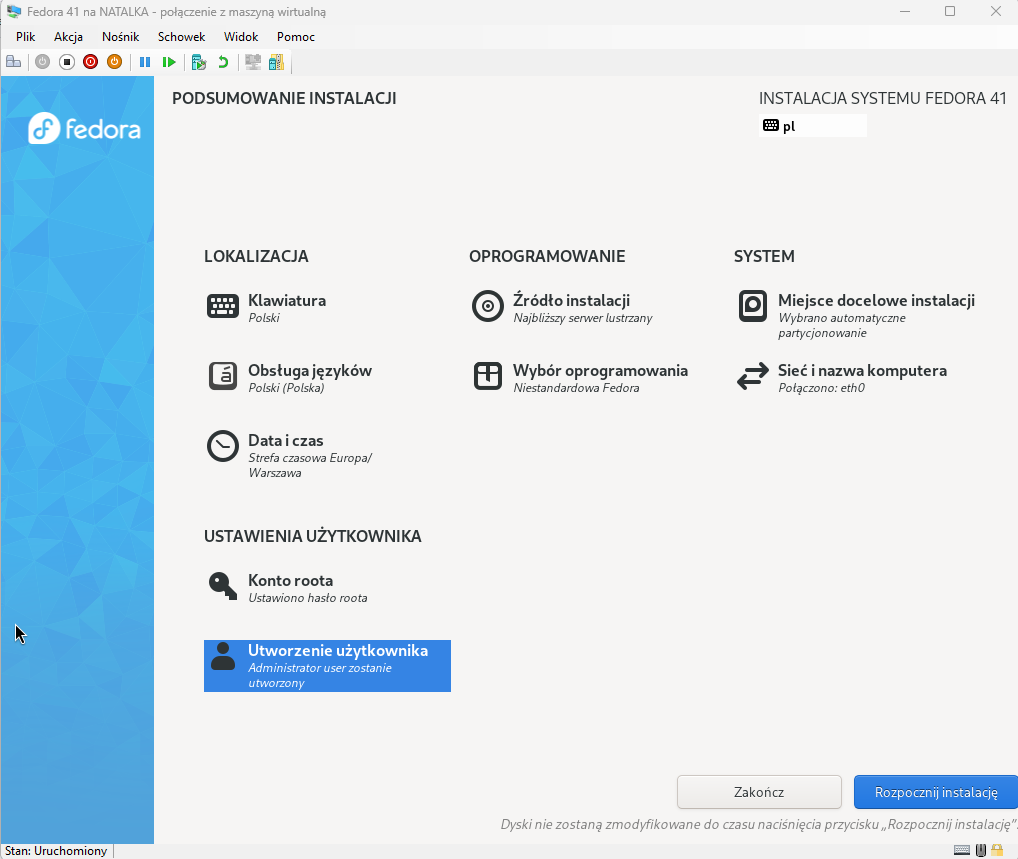 Fedora 41 na NATALKA - połączenie z maszyną wirtualną
Plik Akcja Nośnik Schowek Widok Pomoc
fedora
PODSUMOWANIE INSTALACJI
INSTALACJA SYSTEMU FEDORA 41
pl
LOKALIZACJA
Klawiatura
Polski
Obsługa języków
Polski (Polska)
Data i czas
Strefa czasowa Europa/
Warszawa
OPROGRAMOWANIE
Źródło instalacji
Najbliższy serwer lustrzany
Wybór oprogramowania
Niestandardowa Fedora
SYSTEM
Miejsce docelowe instalacji
Wybrano automatyczne
partycjonowanie
Sieć i nazwa komputera
Połączono: eth0
USTAWIENIA UŻYTKOWNIKA
Konto roota
Ustawiono hasło roota
Utworzenie użytkownika
Administrator user zostanie
utworzony
Zakończ
Rozpocznij instalację
Dyski nie zostaną zmodyfikowane do czasu naciśnięcia przycisku „Rozpocznij instalację”.
Stan: Uruchomiony